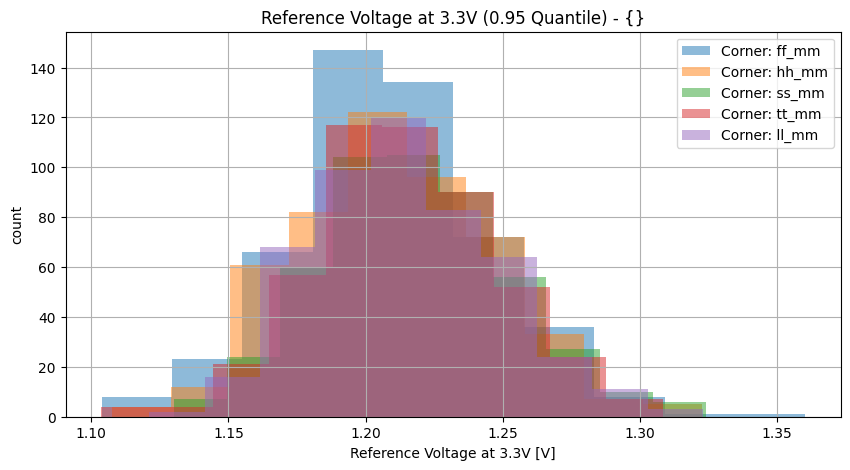 Reference Voltage at 3.3V (0.95 Quantile) - {}
Corner: ff_mm
Corner: hh_mm
Corner: ss_mm
Corner: tt_mm
Corner: ll_mm
140
120
100
80
60
40
20
0
count
1.10 1.15 1.20 1.25 1.30 1.35
Reference Voltage at 3.3V [V]